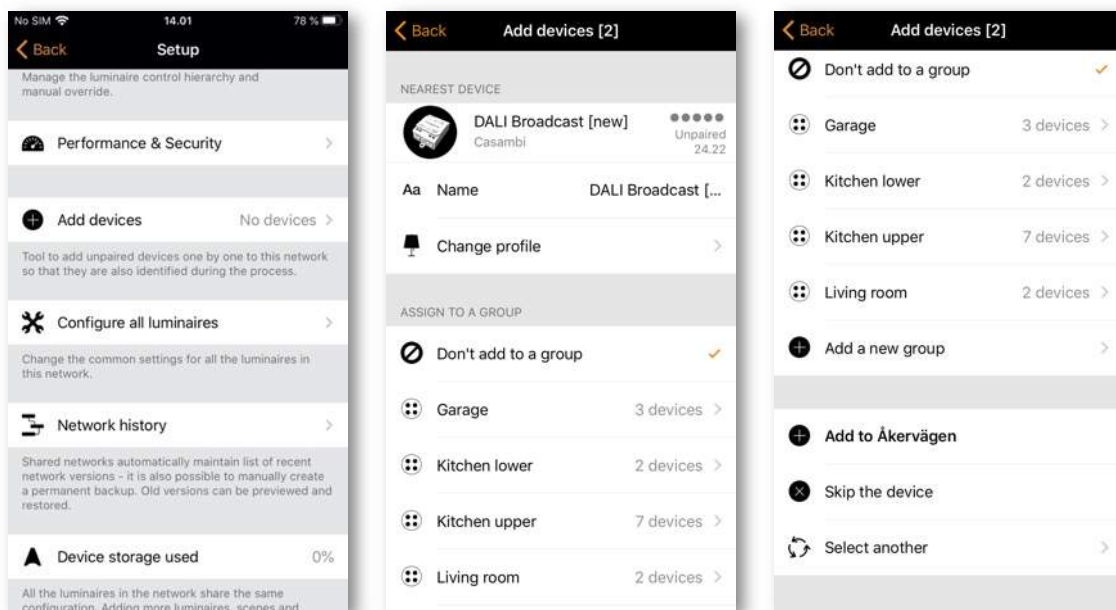 No SIM 14.01 78 %
Back Setup
Manage the luminaire control hierarchy and
manual override.
Performance & Security
Add devices No devices
Tool to add unpaired devices one by one to this network
so that they are also identified during the process.
Configure all luminaires
Change the common settings for all the luminaires in
this network.
Network history
Shared networks automatically maintain list of recent
network versions - it is also possible to manually create
a permanent backup. Old versions can be previewed and
restored.
Device storage used 0%
All the luminaires in the network share the same
configuration. Adding more luminaires, scenes and
Back Add devices [2]
NEAREST DEVICE
DALI Broadcast [new]
Casambi
Unpaired
24.22
Aa Name DALI Broadcast [...
Change profile
ASSIGN TO A GROUP
Don't add to a group
Garage 3 devices
Kitchen lower 2 devices
Kitchen upper 7 devices
Living room 2 devices
Back Add devices [2]
Don't add to a group
Garage 3 devices
Kitchen lower 2 devices
Kitchen upper 7 devices
Living room 2 devices
Add a new group
Add to Åkervägen
Skip the device
Select another